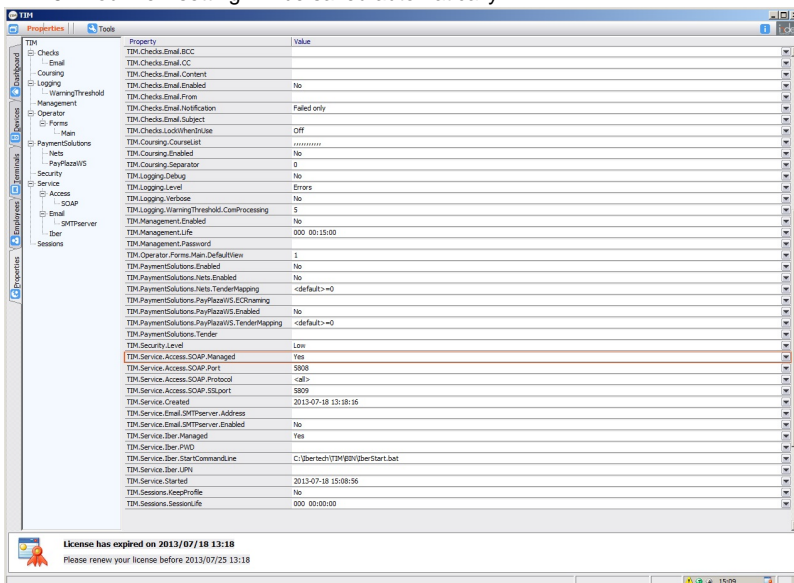 TIM
Properties
Tools
Dashboard
Devices
Terminals
Employees
Properties
TIM
Checks
Email
Coursing
Logging
WarningThreshold
Management
Operator
Forms
Main
PaymentSolutions
Nets
PayPlazaWS
Security
Service
Access
SOAP
Email
SMTPserver
Iber
Sessions
Property Value
TIM.Checks.Email.BCC
TIM.Checks.Email.CC
TIM.Checks.Email.Content
TIM.Checks.Email.Enabled No
TIM.Checks.Email.From
TIM.Checks.Email.Notification Failed only
TIM.Checks.Email.Subject
TIM.Checks.LockWhenInUse Off
TIM.Coursing.CourseList ,,,,,,,,,,,
TIM.Coursing.Enabled No
TIM.Coursing.Separator 0
TIM.Logging.Debug No
TIM.Logging.Level Errors
TIM.Logging.Verbose No
TIM.Logging.WarningThreshold.ComProcessing 5
TIM.Management.Enabled No
TIM.Management.Life 000 00:15:00
TIM.Management.Password
TIM.Operator.Forms.Main.DefaultView 1
TIM.PaymentSolutions.Enabled No
TIM.PaymentSolutions.Nets.Enabled No
TIM.PaymentSolutions.Nets.TenderMapping <default>=0
TIM.PaymentSolutions.PayPlazaWS.ECRnaming
TIM.PaymentSolutions.PayPlazaWS.Enabled No
TIM.PaymentSolutions.PayPlazaWS.TenderMapping <default>=0
TIM.PaymentSolutions.Tender
TIM.Security.Level Low
TIM.Service.Access.SOAP.Managed Yes
TIM.Service.Access.SOAP.Port 5808
TIM.Service.Access.SOAP.Protocol <all>
TIM.Service.Access.SOAP.SSLport 5809
TIM.Service.Created 2013-07-18 13:18:16
TIM.Service.Email.SMTPserver.Address
TIM.Service.Email.SMTPserver.Enabled No
TIM.Service.Iber.Managed Yes
TIM.Service.Iber.PWD
TIM.Service.Iber.StartCommandLine C:\Ibertech\TIM\BIN\IberStart.bat
TIM.Service.Iber.UPN
TIM.Service.Started 2013-07-18 15:08:56
TIM.Sessions.KeepProfile No
TIM.Sessions.SessionLife 000 00:00:00
License has expired on 2013/07/18 13:18
Please renew your license before 2013/07/25 13:18
15:09